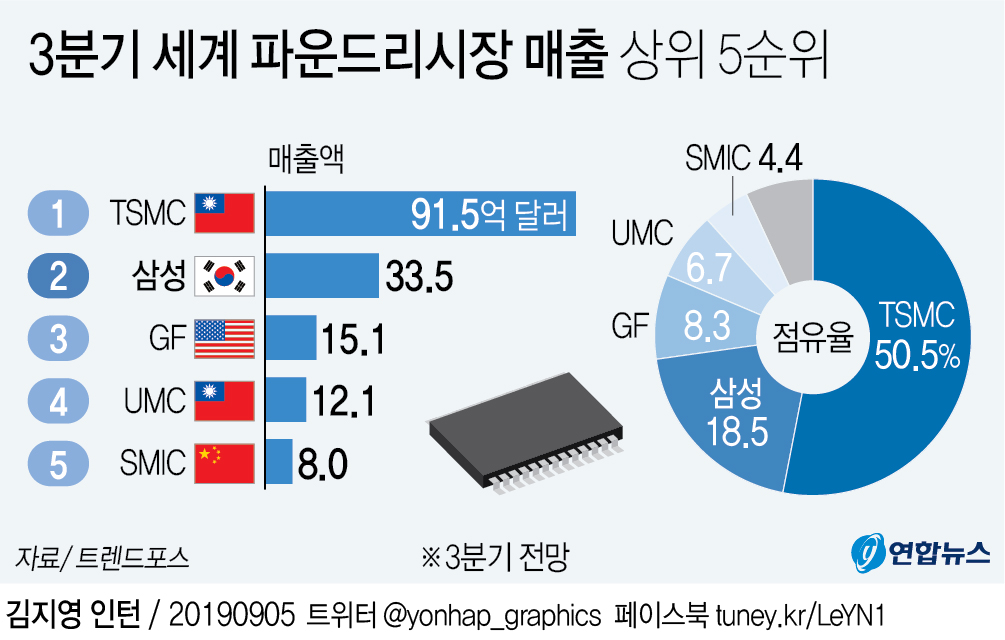 3분기 세계 파운드리시장 매출 상위 5순위
매출액
1 TSMC 91.5억 달러
2 삼성 33.5
3 GF 15.1
4 UMC 12.1
5 SMIC 8.0
SMIC 4.4
UMC
6.7
GF 8.3
삼성
18.5
TSMC
50.5%
점유율
자료/ 트렌드포스
※ 3분기 전망
연합뉴스
김지영 인턴 / 20190905 트위터 @yonhap_graphics 페이스북 tuney.kr/LeYN1